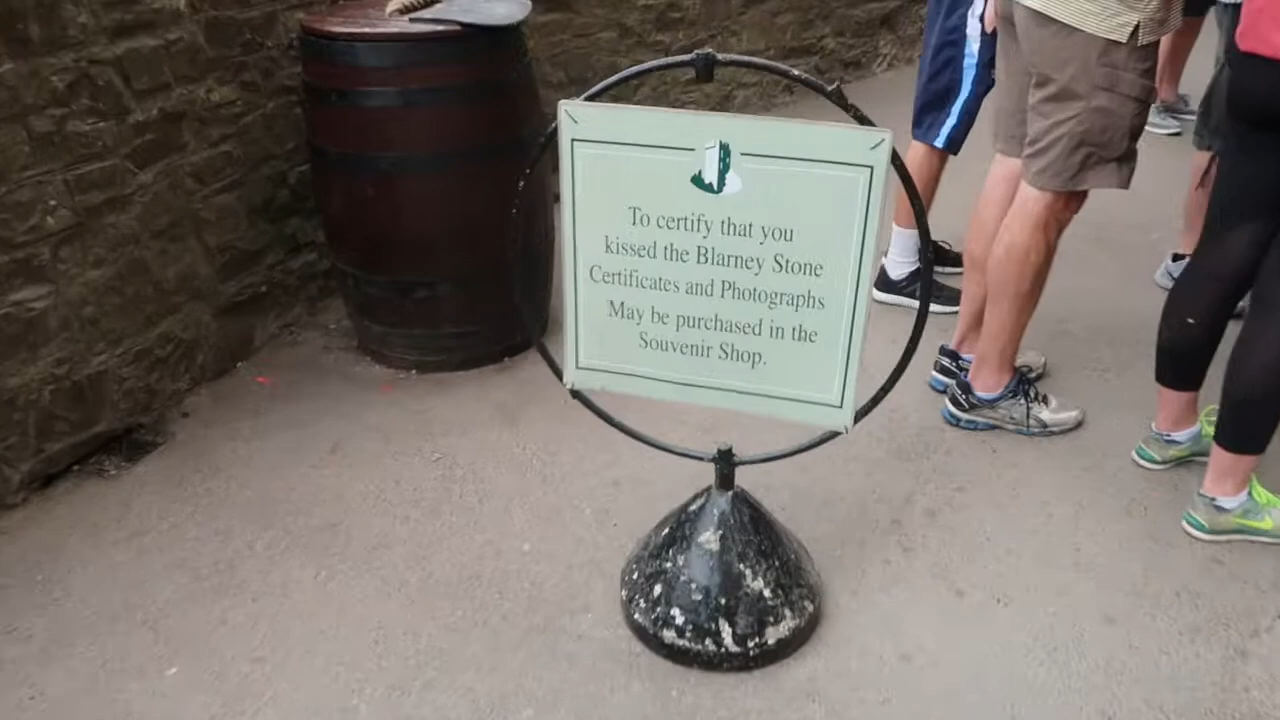 To certify that you
kissed the Blarney Stone
Certificates and Photographs
May be purchased in the
Souvenir Shop.